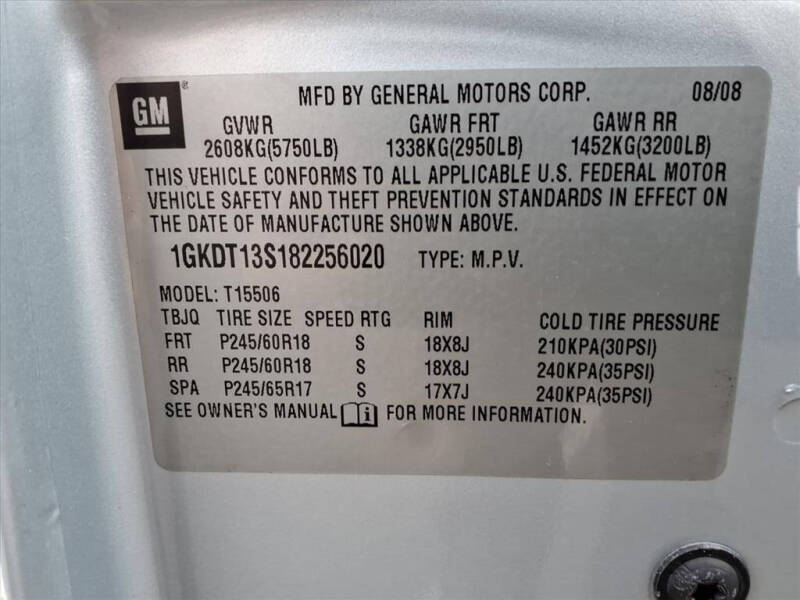 GM ®
MFD BY GENERAL MOTORS CORP. 08/08
GVWR GAWR FRT GAWR RR
2608KG(5750LB) 1338KG(2950LB) 1452KG(3200LB)
THIS VEHICLE CONFORMS TO ALL APPLICABLE U.S. FEDERAL MOTOR
VEHICLE SAFETY AND THEFT PREVENTION STANDARDS IN EFFECT ON
THE DATE OF MANUFACTURE SHOWN ABOVE.
1GKDT13S182256020 TYPE: M.P.V.
MODEL: T15506
TBJQ TIRE SIZE SPEED RTG RIM COLD TIRE PRESSURE
FRT P245/60R18 S 18X8J 210KPA(30PSI)
RR P245/60R18 S 18X8J 240KPA(35PSI)
SPA P245/65R17 S 17X7J 240KPA(35PSI)
SEE OWNER'S MANUAL i FOR MORE INFORMATION.